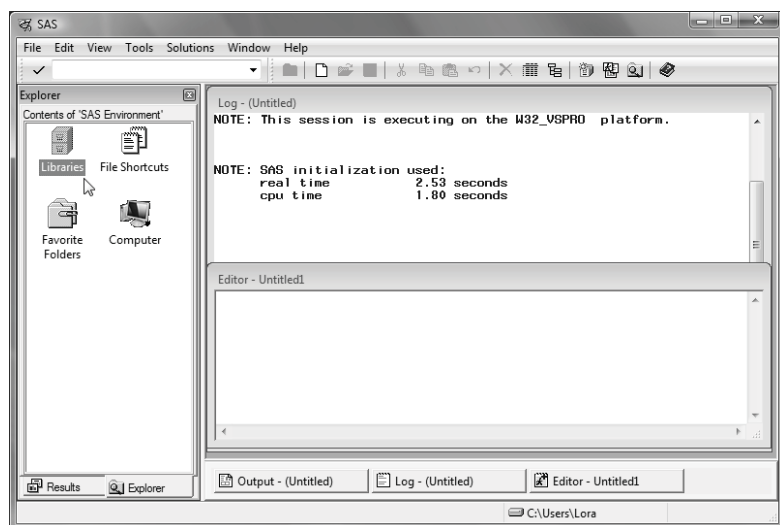 SAS
File Edit View Tools Solutions Window Help
Explorer
Contents of 'SAS Environment'
Libraries File Shortcuts
Favorite Folders Computer
Log - (Untitled)
NOTE: This session is executing on the W32_VSPRO platform.
NOTE: SAS initialization used:
real time 2.53 seconds
cpu time 1.80 seconds
Editor - Untitled1
Results Explorer
Output - (Untitled) Log - (Untitled) Editor - Untitled1
C:\Users\Lora